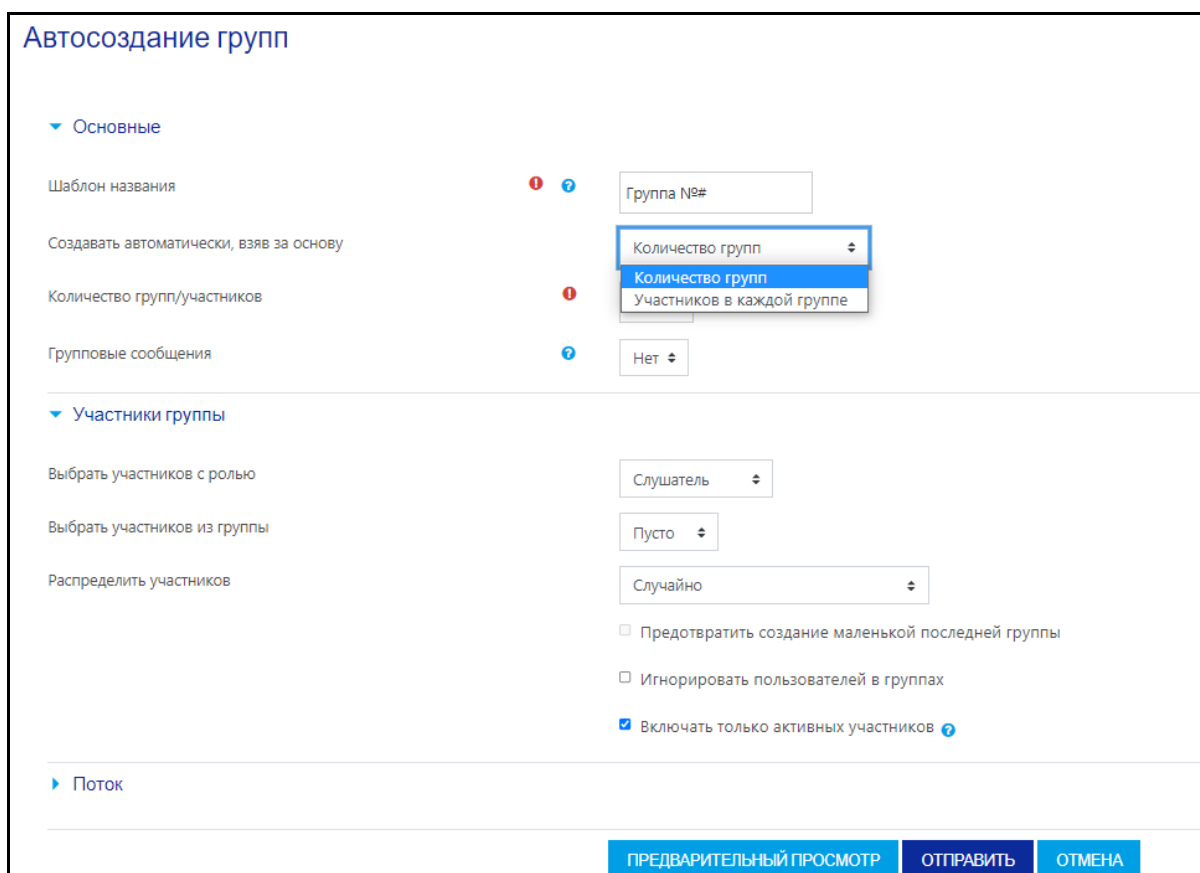 Автосоздание групп
Основные
Шаблон названия
Группа №#
Создавать автоматически, взяв за основу
Количество групп
Количество групп
Участников в каждой группе
Количество групп/участников
Групповые сообщения
Нет
Участники группы
Выбрать участников с ролью
Слушатель
Выбрать участников из группы
Пусто
Распределить участников
Случайно
Предотвратить создание маленькой последней группы
Игнорировать пользователей в группах
Включать только активных участников
Поток
ПРЕДВАРИТЕЛЬНЫЙ ПРОСМОТР
ОТПРАВИТЬ
ОТМЕНА